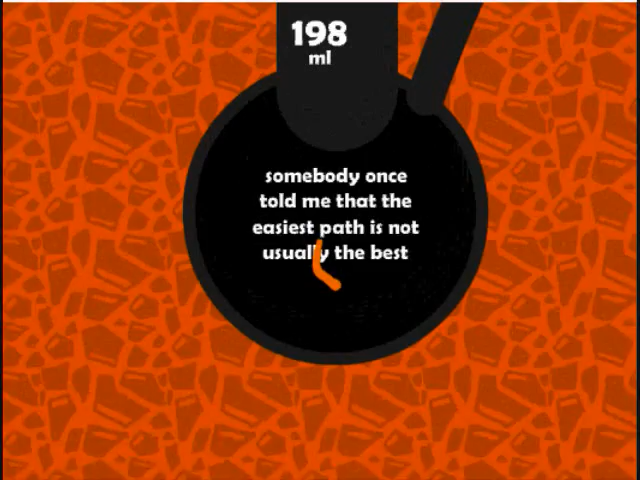 198
ml
somebody once
told me that the
easiest path is not
usually the best